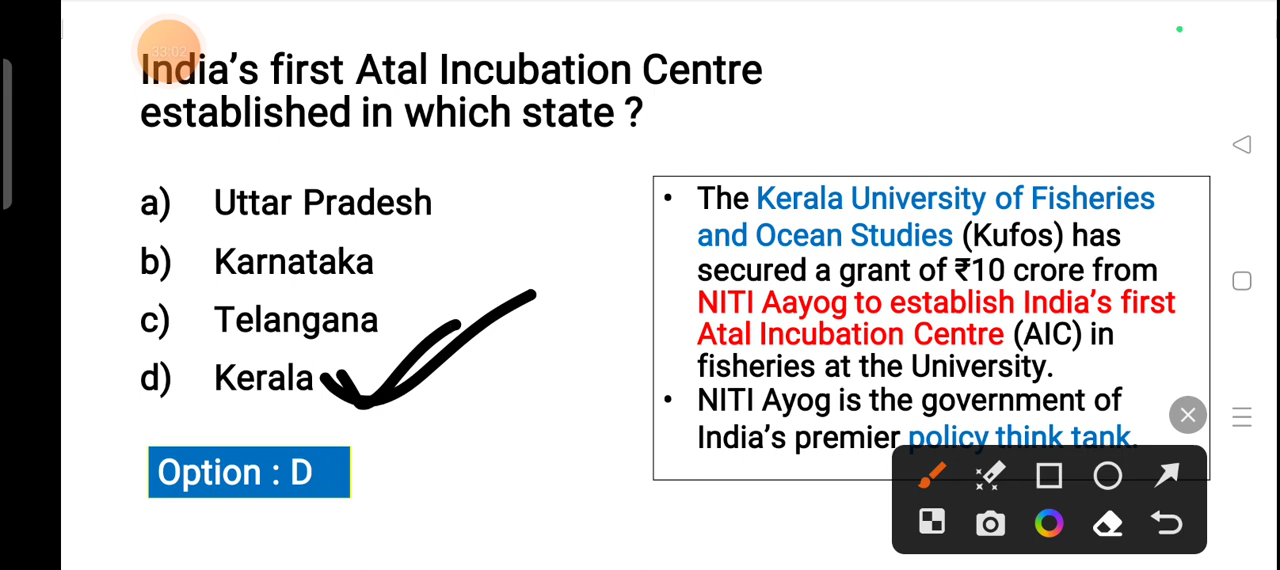 33:02
India's first Atal Incubation Centre
established in which state ?
a) Uttar Pradesh
b) Karnataka
c) Telangana
d) Kerala
Option : D
• The Kerala University of Fisheries
and Ocean Studies (Kufos) has
secured a grant of ₹10 crore from
NITI Aayog to establish India's first
Atal Incubation Centre (AIC) in
fisheries at the University.
• NITI Ayog is the government of
India's premier policy think tank.